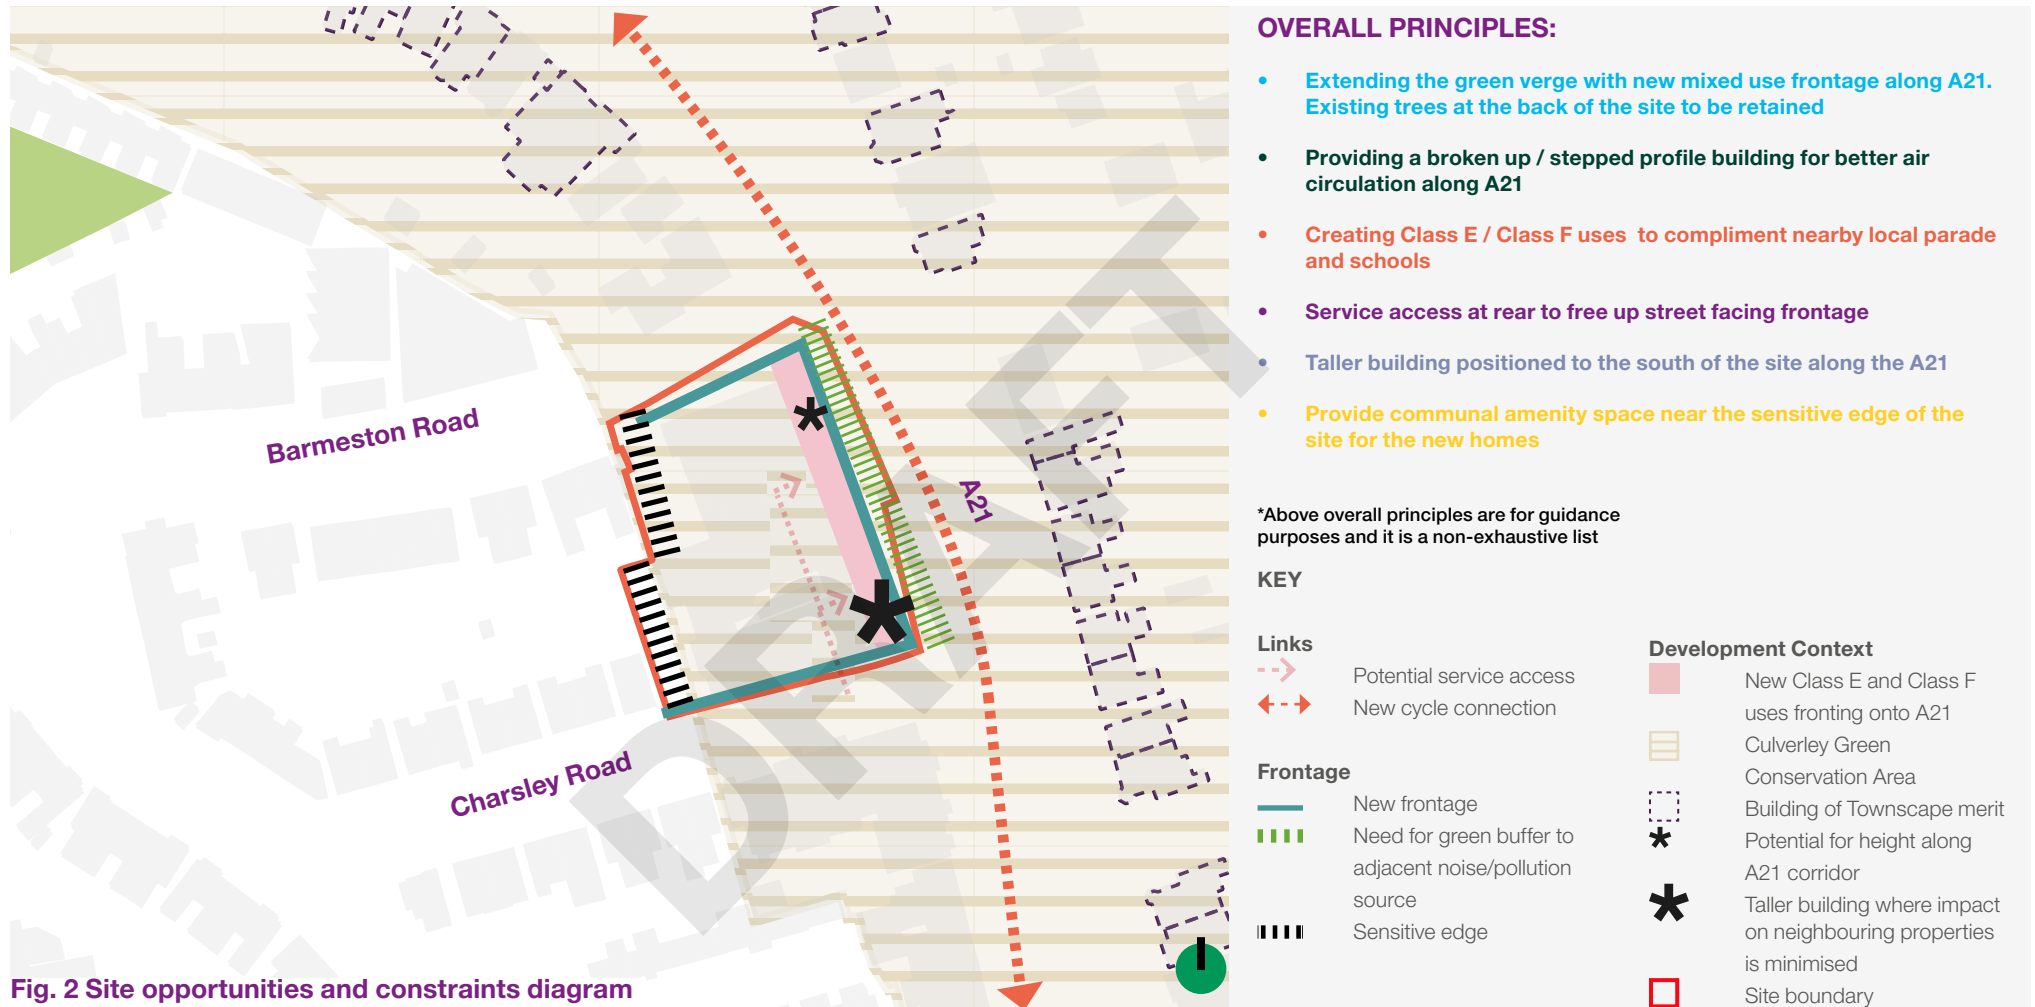 OVERALL PRINCIPLES:
• Extending the green verge with new mixed use frontage along A21.
Existing trees at the back of the site to be retained
• Providing a broken up / stepped profile building for better air
circulation along A21
• Creating Class E / Class F uses to compliment nearby local parade
and schools
• Service access at rear to free up street facing frontage
• Taller building positioned to the south of the site along the A21
• Provide communal amenity space near the sensitive edge of the
site for the new homes
*Above overall principles are for guidance
purposes and it is a non-exhaustive list
KEY
Links
Potential service access
New cycle connection
Frontage
New frontage
Need for green buffer to
adjacent noise/pollution
source
Sensitive edge
Development Context
New Class E and Class F
uses fronting onto A21
Culverley Green
Conservation Area
Building of Townscape merit
Potential for height along
A21 corridor
Taller building where impact
on neighbouring properties
is minimised
Site boundary
Barmeston Road
A21
Charsley Road
DRAFT
Fig. 2 Site opportunities and constraints diagram